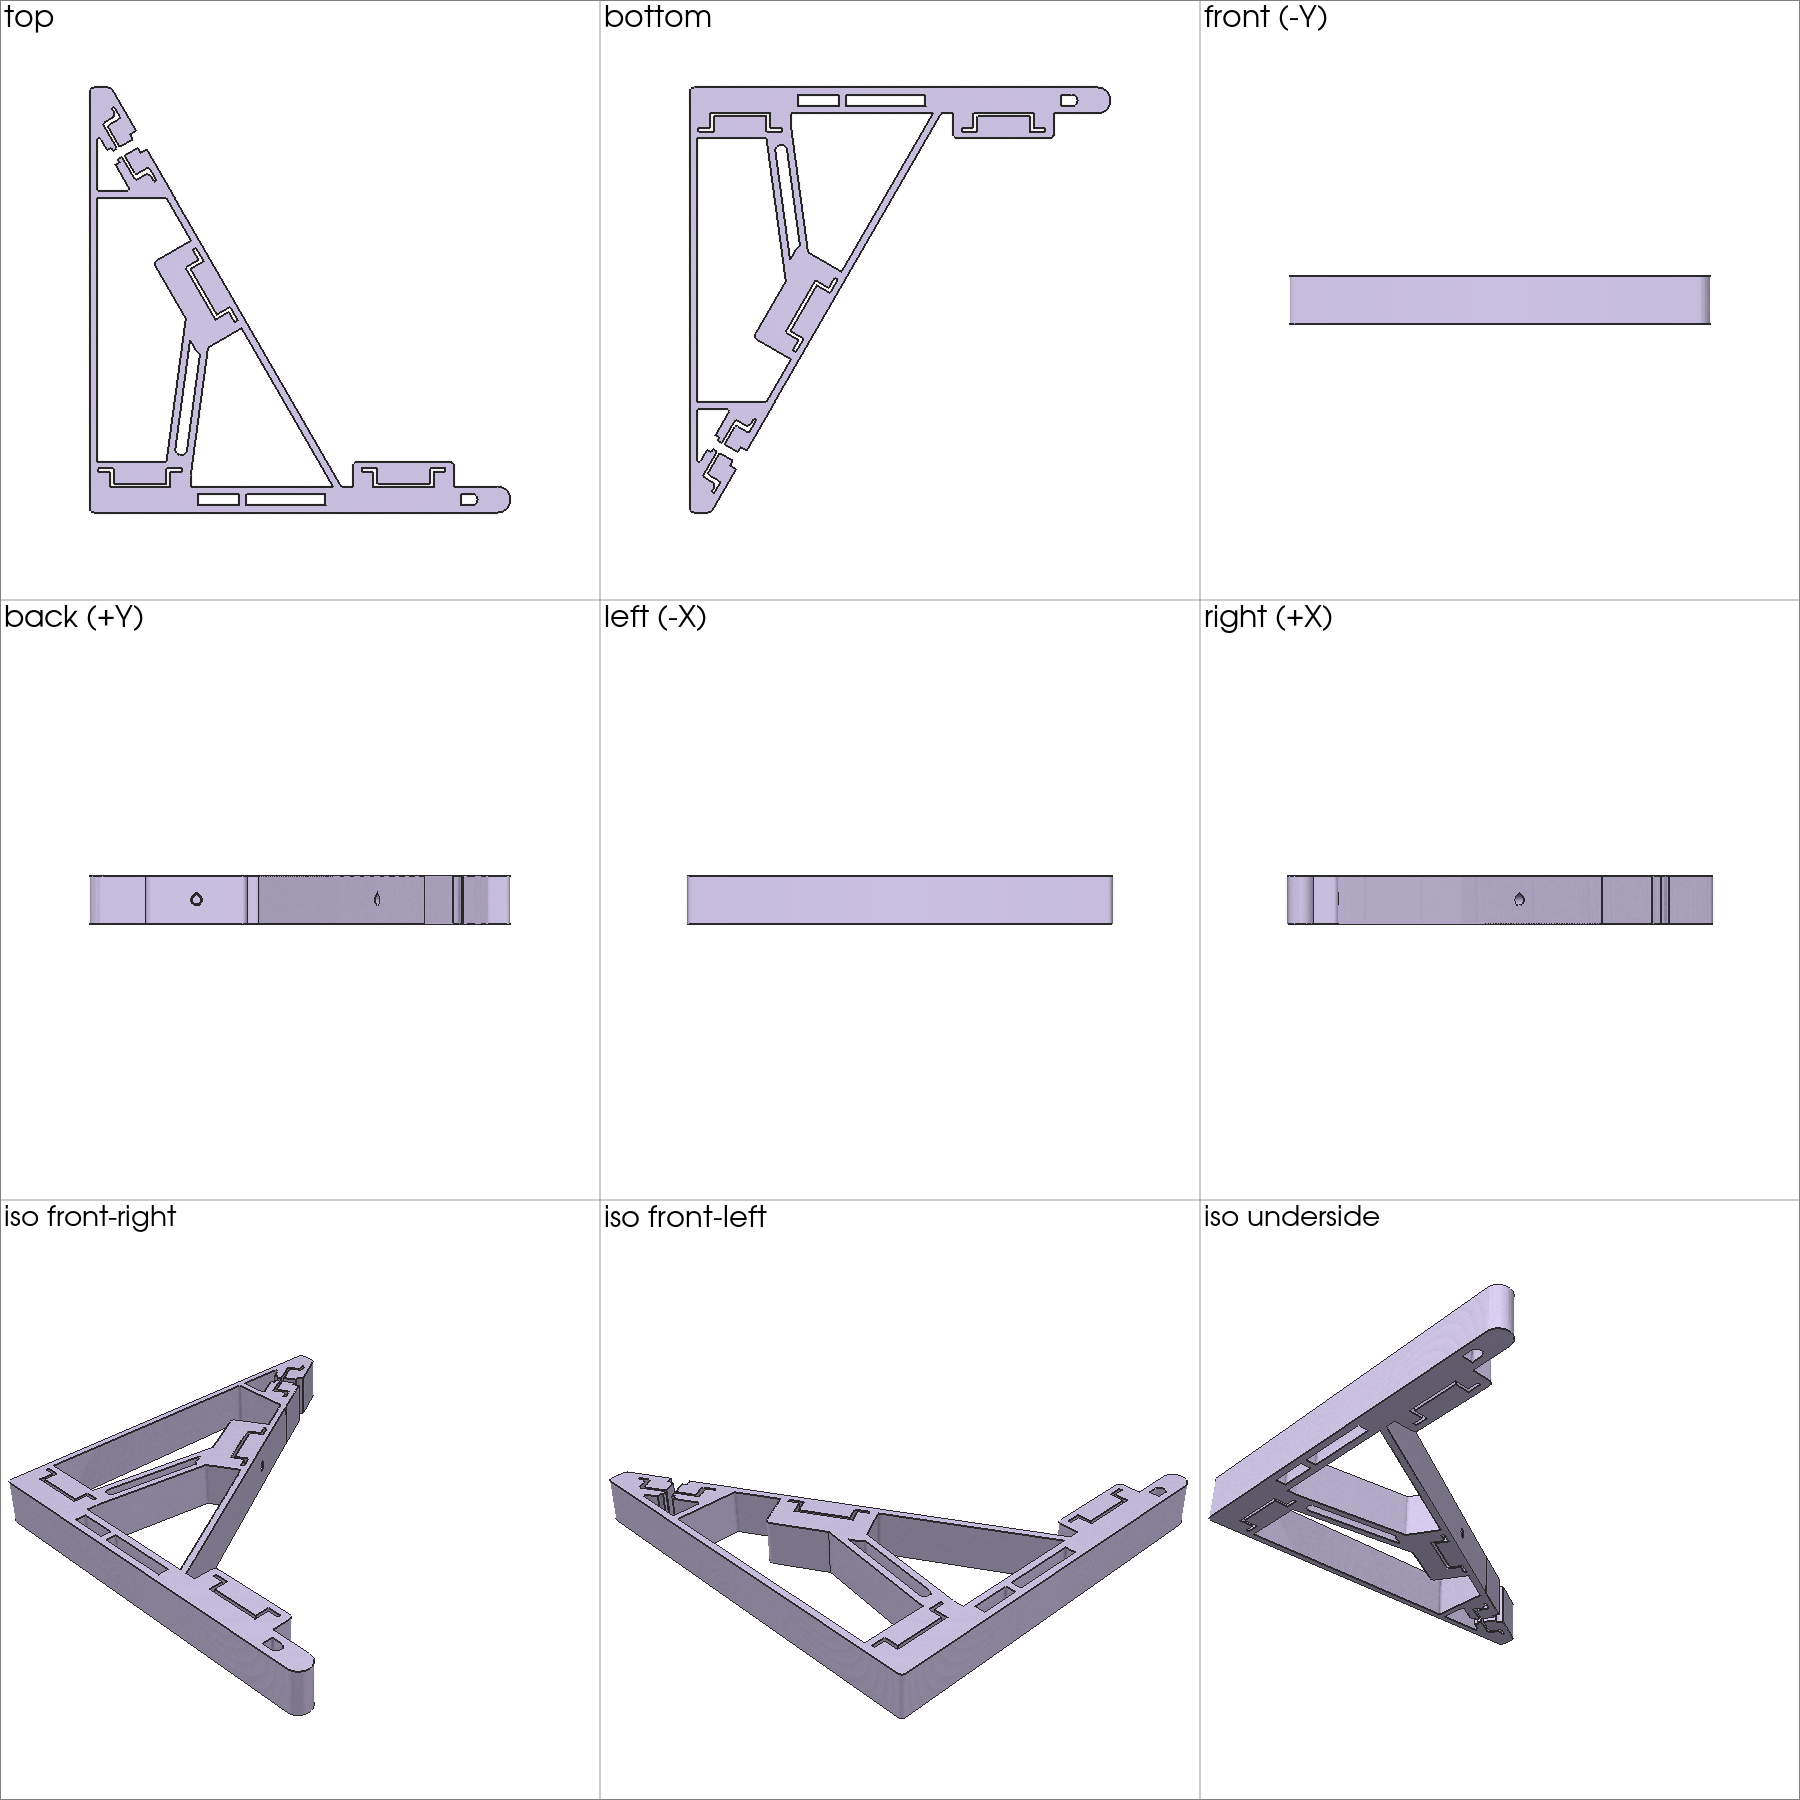 top
bottom
front (-Y)
back (+Y)
left (-X)
right (+X)
iso front-right
iso front-left
iso underside